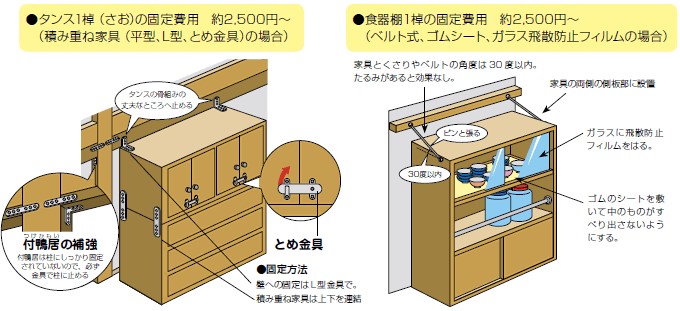 ●タンス1棹(さお)の固定費用 約2,500円~
(積み重ね家具(平型、L型、とめ金具)の場合)
タンスの骨組みの
丈夫なところへ止める
つけかもい
付鴨居の補強
付鴨居は柱にしっかり固定
されていないので、必ず
金具で柱に止める
とめ金具
●固定方法
壁への固定はL型金具で。
積み重ね家具は上下を連結
●食器棚1棹の固定費用 約2,500円~
(ベルト式、ゴムシート、ガラス飛散防止フィルムの場合)
家具とくさりやベルトの角度は30度以内。
たるみがあると効果なし。
家具の両側の側板部に設置
ピンと張る
30度以内
ガラスに飛散防止
フィルムをはる。
ゴムのシートを敷
いて中のものがす
べり出さないよう
にする。